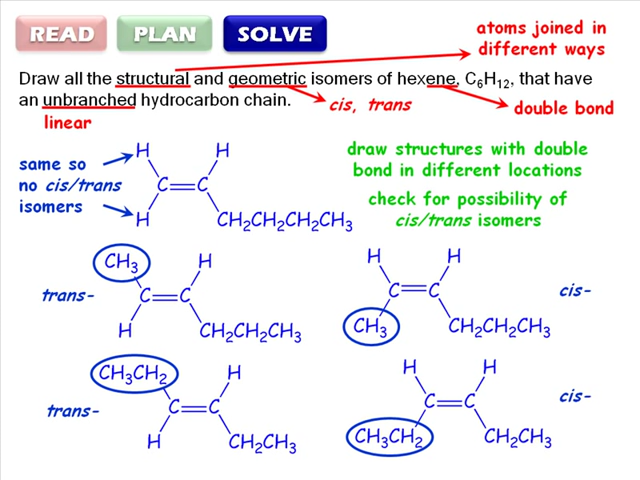 READ PLAN SOLVE
atoms joined in
different ways
Draw all the structural and geometric isomers of hexene, C₆H₁₂, that have
an unbranched hydrocarbon chain.
cis, trans
double bond
linear
same so
no cis/trans
isomers
H H
C=C
H CH₂CH₂CH₂CH₃
draw structures with double
bond in different locations
check for possibility of
cis/trans isomers
trans-
CH₃ H
C=C
H CH₂CH₂CH₃
H H
C=C
CH₃ CH₂CH₂CH₃
cis-
trans-
CH₃CH₂ H
C=C
H CH₂CH₃
H H
C=C
CH₃CH₂ CH₂CH₃
cis-